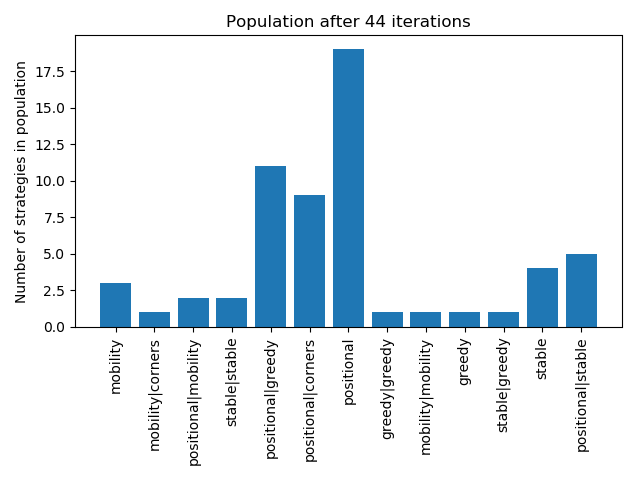 Population after 44 iterations
Number of strategies in population
17.5
15.0
12.5
10.0
7.5
5.0
2.5
0.0
mobility
mobility|corners
positional|mobility
stable|stable
positional|greedy
positional|corners
positional
greedy|greedy
mobility|mobility
greedy
stable|greedy
stable
positional|stable